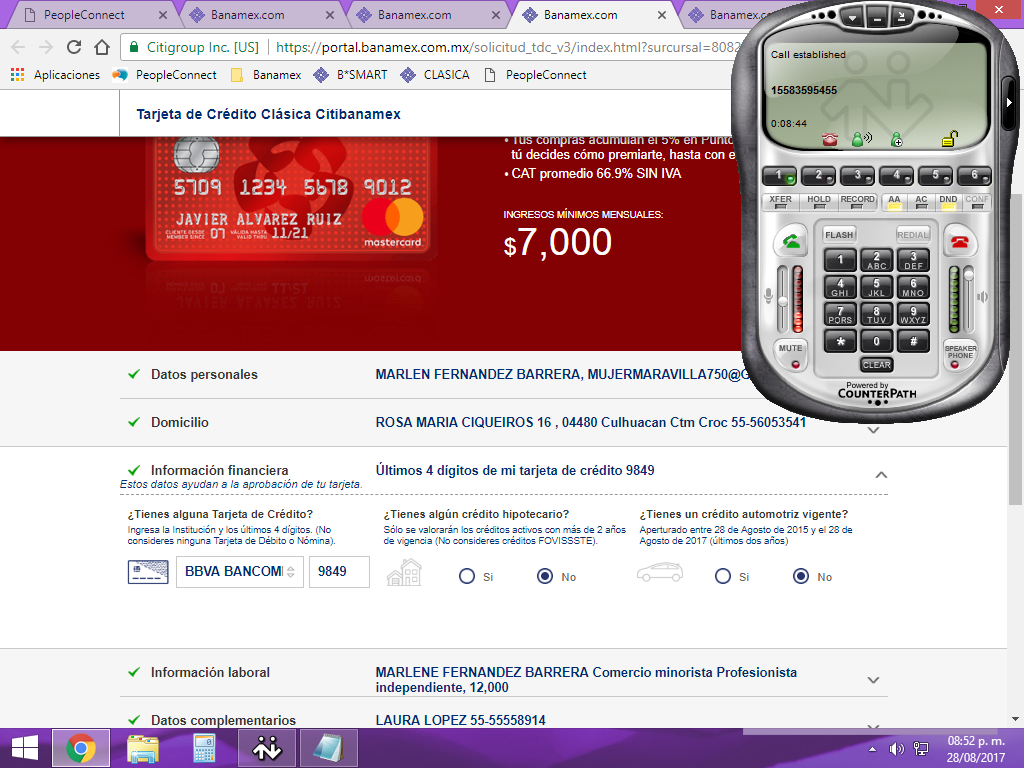 PeopleConnect
Banamex.com
Banamex.com
Banamex.com
Banamex.com
Citigroup Inc. [US]
https://portal.banamex.com.mx/solicitud_tdc_v3/index.html?sursursal=8082
Aplicaciones
PeopleConnect
Banamex
B*SMART
CLASICA
PeopleConnect
Tarjeta de Crédito Clásica Citibanamex
5709 1234 5678 9012
JAVIER ALVAREZ RUIZ
CLIENTE DESDE
MEMBER SINCE
07
VÁLIDA HASTA
VALID THRU
11/21
mastercard.
• Tus compras acumulan el 5% en
tú decides cómo premiarte, hasta con
• CAT promedio 66.9% SIN IVA
INGRESOS MÍNIMOS MENSUALES:
$7,000
Call established
15583595455
0:08:44
1 2 3 4 5 6
XFER HOLD RECORD AA AC DND CONF
FLASH
REDIAL
1
2 ABC
3 DEF
4 GHI
5 JKL
6 MNO
7 PQRS
8 TUV
9 WXYZ
* 0 #
MUTE
CLEAR
SPEAKER
PHONE
Powered by
COUNTERPATH
Datos personales
MARLEN FERNANDEZ BARRERA, MUJERMARAVILLA750@G
Domicilio
ROSA MARIA CIQUEIROS 16 , 04480 Culhuacan Ctm Croc 55-56053541
Información financiera
Últimos 4 dígitos de mi tarjeta de crédito 9849
Estos datos ayudan a la aprobación de tu tarjeta.
¿Tienes alguna Tarjeta de Crédito?
Ingresa la Institución y los últimos 4 dígitos. (No
consideres ninguna Tarjeta de Débito o Nómina).
BBVA BANCOM
9849
¿Tienes algún crédito hipotecario?
Sólo se valorarán los créditos activos con más de 2 años
de vigencia (No consideres créditos FOVISSSTE).
Si
No
¿Tienes un crédito automotriz vigente?
Aperturado entre 28 de Agosto de 2015 y el 28 de
Agosto de 2017 (últimos dos años)
Si
No
Información laboral
MARLENE FERNANDEZ BARRERA Comercio minorista Profesionista
independiente, 12,000
Datos complementarios
LAURA LOPEZ 55-55558914
08:52 p. m.
28/08/2017